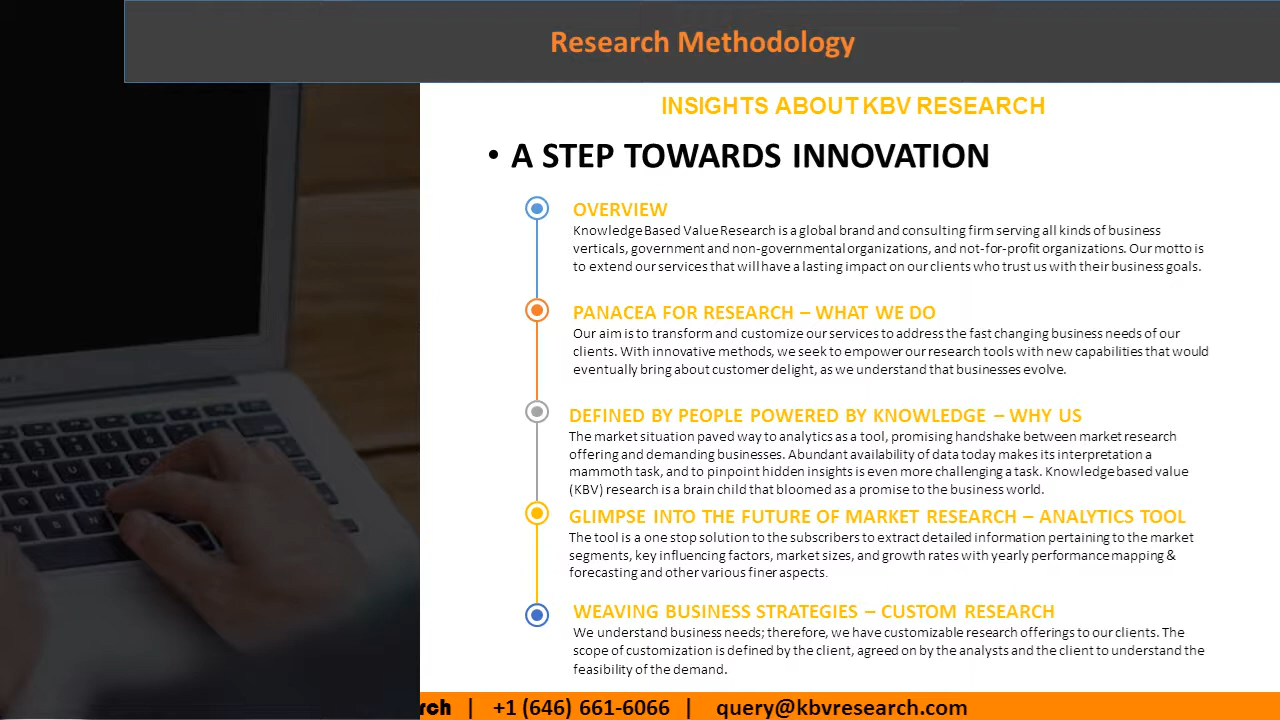 Research Methodology
INSIGHTS ABOUT KBV RESEARCH
• A STEP TOWARDS INNOVATION
OVERVIEW
Knowledge Based Value Research is a global brand and consulting firm serving all kinds of business
verticals, government and non-governmental organizations, and not-for-profit organizations. Our motto is
to extend our services that will have a lasting impact on our clients who trust us with their business goals.
PANACEA FOR RESEARCH – WHAT WE DO
Our aim is to transform and customize our services to address the fast changing business needs of our
clients. With innovative methods, we seek to empower our research tools with new capabilities that would
eventually bring about customer delight, as we understand that businesses evolve.
DEFINED BY PEOPLE POWERED BY KNOWLEDGE – WHY US
The market situation paved way to analytics as a tool, promising handshake between market research
offering and demanding businesses. Abundant availability of data today makes its interpretation a
mammoth task, and to pinpoint hidden insights is even more challenging a task. Knowledge based value
(KBV) research is a brain child that bloomed as a promise to the business world.
GLIMPSE INTO THE FUTURE OF MARKET RESEARCH – ANALYTICS TOOL
The tool is a one stop solution to the subscribers to extract detailed information pertaining to the market
segments, key influencing factors, market sizes, and growth rates with yearly performance mapping &
forecasting and other various finer aspects.
WEAVING BUSINESS STRATEGIES – CUSTOM RESEARCH
We understand business needs; therefore, we have customizable research offerings to our clients. The
scope of customization is defined by the client, agreed on by the analysts and the client to understand the
feasibility of the demand.
rch | +1 (646) 661-6066 | query@kbvresearch.com